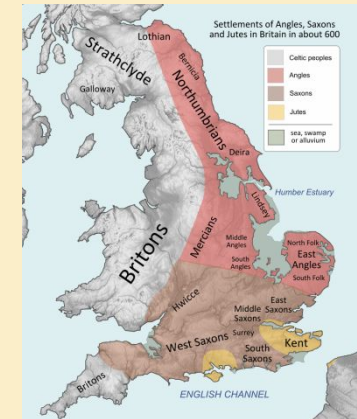 Settlements of Angles, Saxons
and Jutes in Britain in about 600
Celtic peoples
Angles
Saxons
Jutes
sea, swamp
or alluvium
Lothian
Strathclyde
Bernicia
Galloway
Northumbrians
Deira
Humber Estuary
Lindsey
Britons
Mercians
Middle
Angles
North Folk
East
Angles
South
Angles
South Folk
Hwicce
East
Saxons
Middle
Saxons
West Saxons
Surrey
Kent
South
Saxons
Britons
ENGLISH CHANNEL